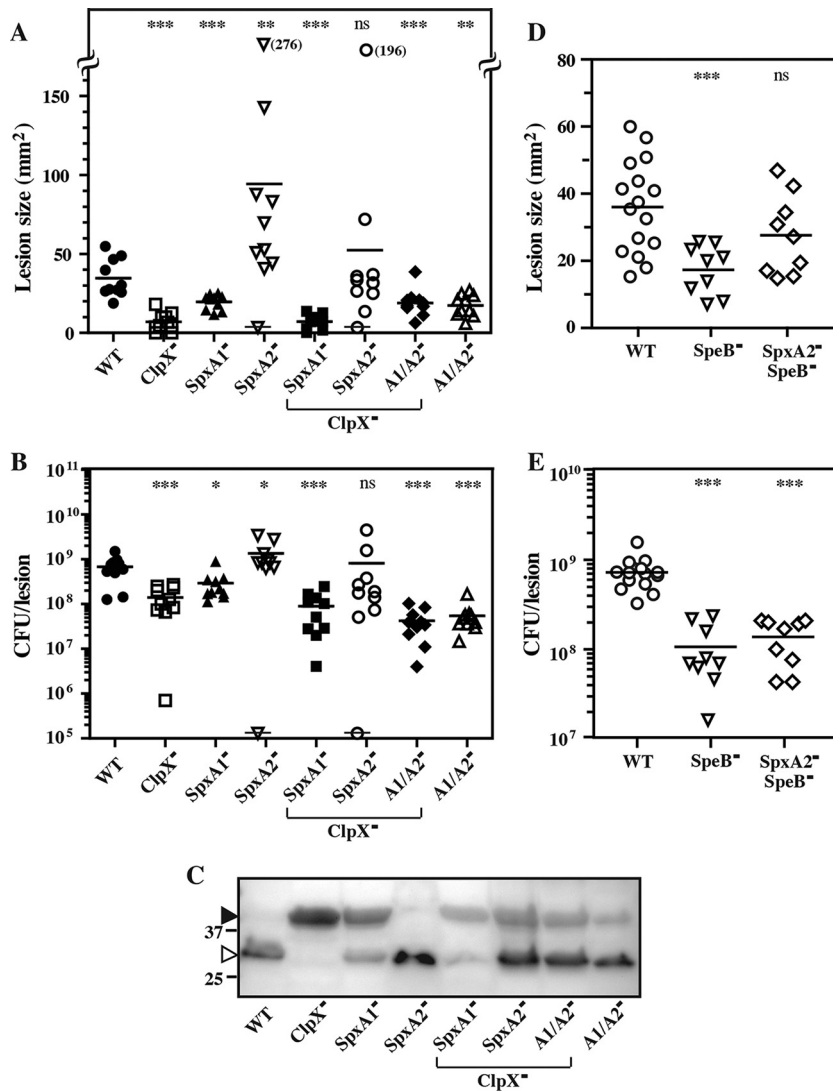 A
*** *** ** *** ns *** **
(276) (196)
Lesion size (mm²)
150
100
50
0
WT ClpX⁻ SpxA1⁻ SpxA2⁻ SpxA1⁻ SpxA2⁻ A1/A2⁻ A1/A2⁻
ClpX⁻
B
*** * * *** ns *** ***
CFU/lesion
10¹¹
10¹⁰
10⁹
10⁸
10⁷
10⁶
10⁵
WT ClpX⁻ SpxA1⁻ SpxA2⁻ SpxA1⁻ SpxA2⁻ A1/A2⁻ A1/A2⁻
ClpX⁻
C
37
25
WT ClpX⁻ SpxA1⁻ SpxA2⁻ SpxA1⁻ SpxA2⁻ A1/A2⁻ A1/A2⁻
ClpX⁻
D
*** ns
Lesion size (mm²)
80
60
40
20
0
WT SpeB⁻ SpxA2⁻
SpeB⁻
E
*** ***
CFU/lesion
10¹⁰
10⁹
10⁸
10⁷
WT SpeB⁻ SpxA2⁻
SpeB⁻